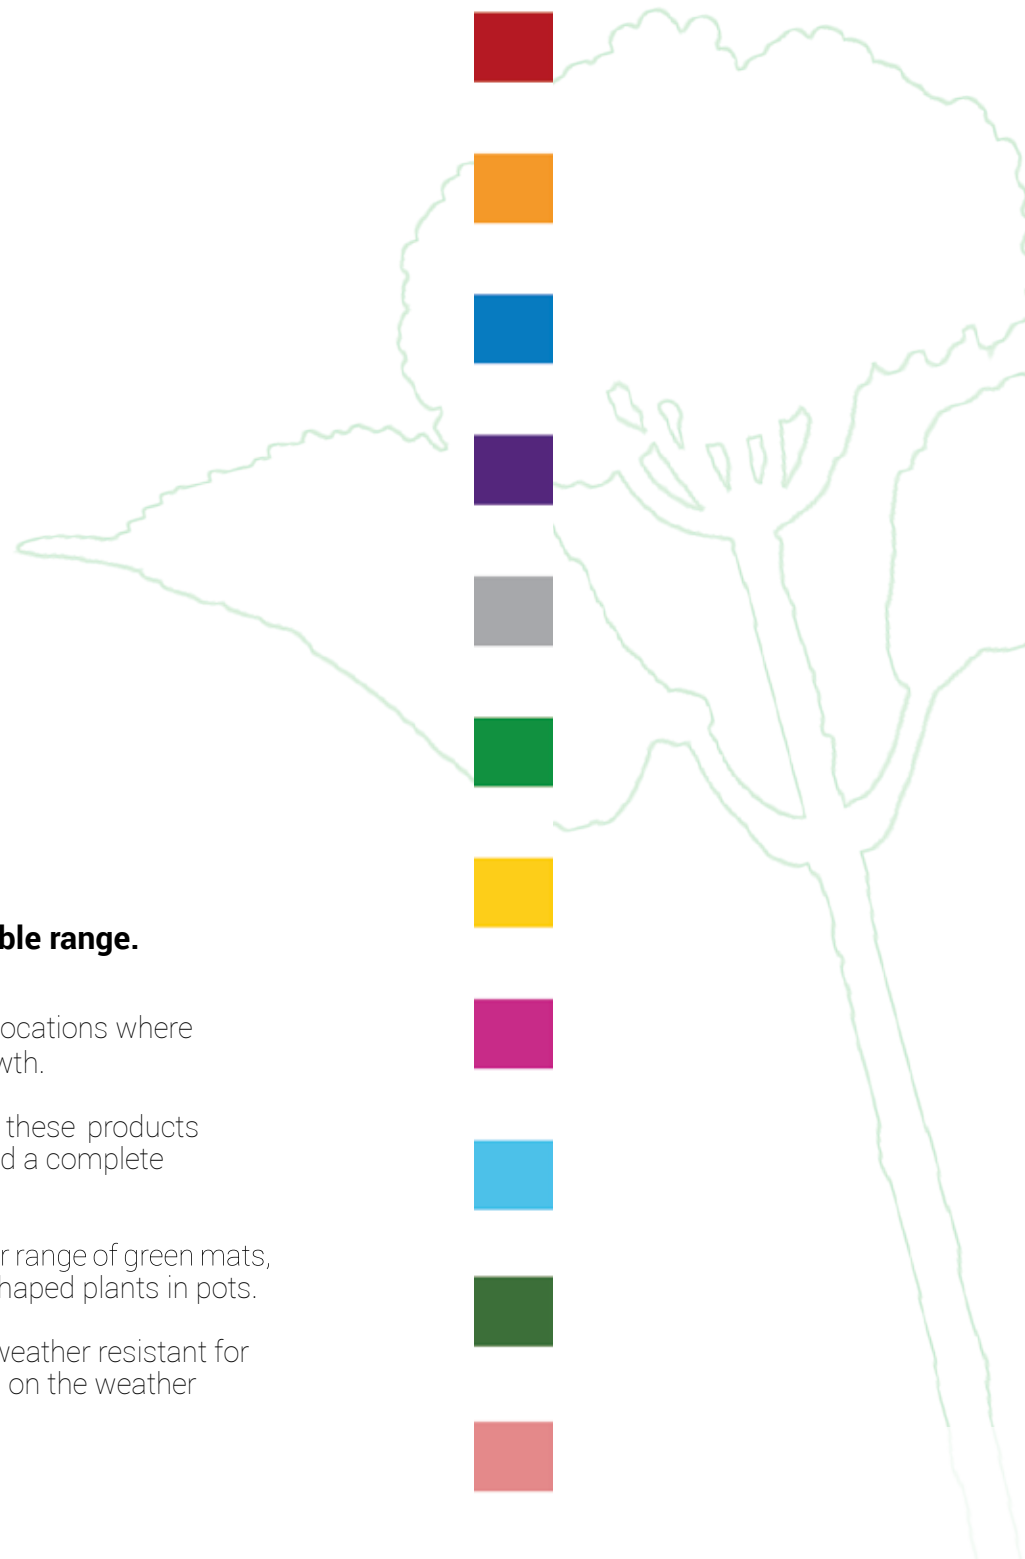 ble range.
ocations where
wth.
these products
d a complete
r range of green mats,
haped plants in pots.
weather resistant for
on the weather